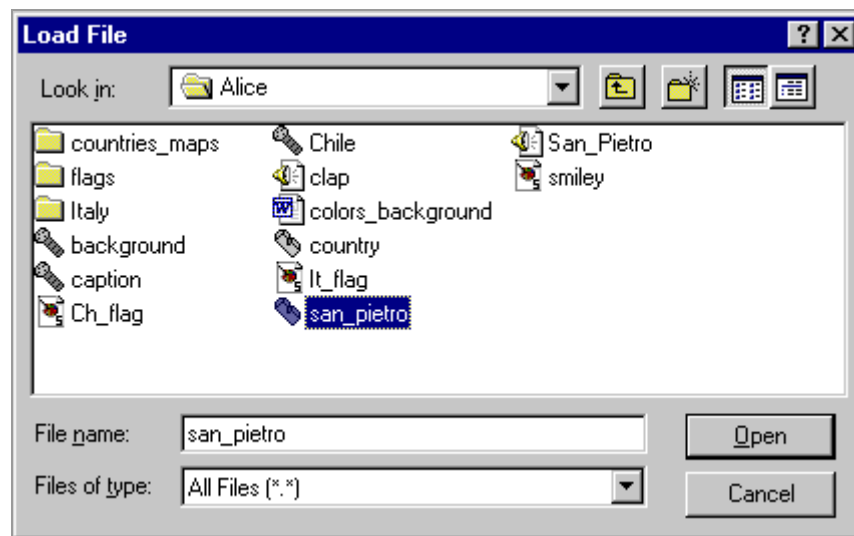 Load File
Look in: Alice
countries_maps
flags
Italy
background
caption
Ch_flag
Chile
clap
colors_background
country
It_flag
san_pietro
San_Pietro
smiley
File name: san_pietro
Open
Files of type: All Files (*.*)
Cancel